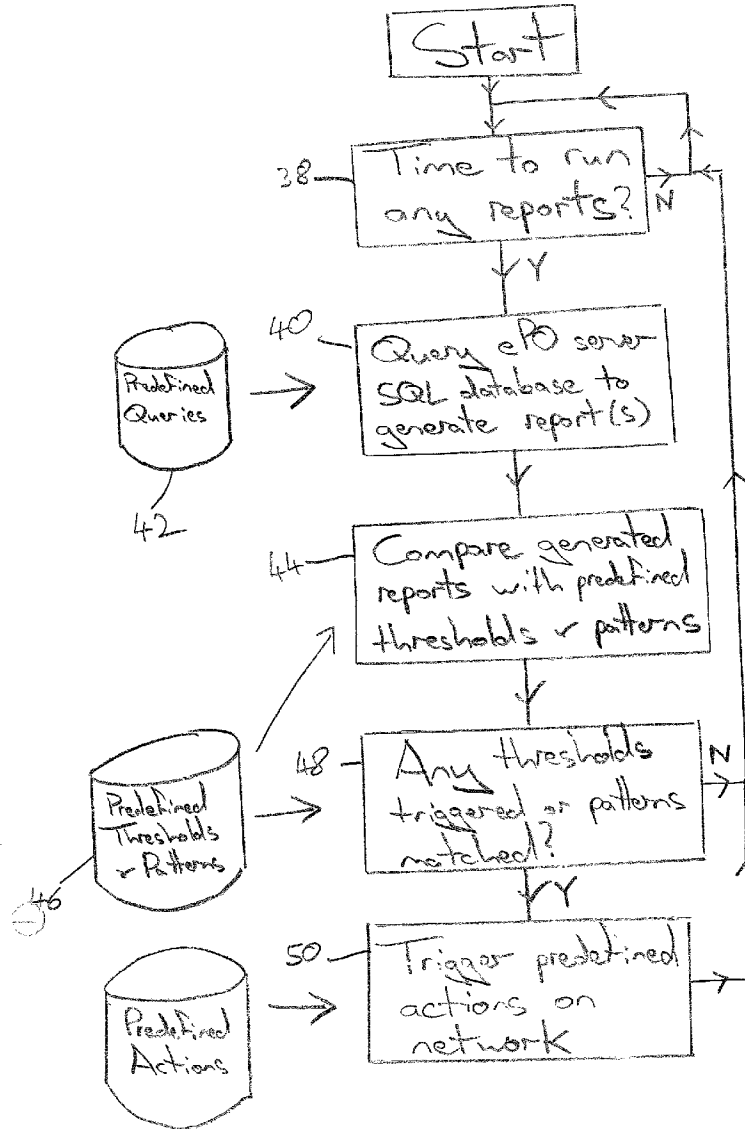 Start
38
Time to run
any reports?
N
Y
40
Query ePO server
SQL database to
generate report(s)
Predefined
Queries
42
44
Compare generated
reports with predefined
thresholds & patterns
48
Any thresholds
triggered or patterns
matched?
N
Predefined
Thresholds
& Patterns
46
Y
50
Trigger predefined
actions on
network
Predefined
Actions